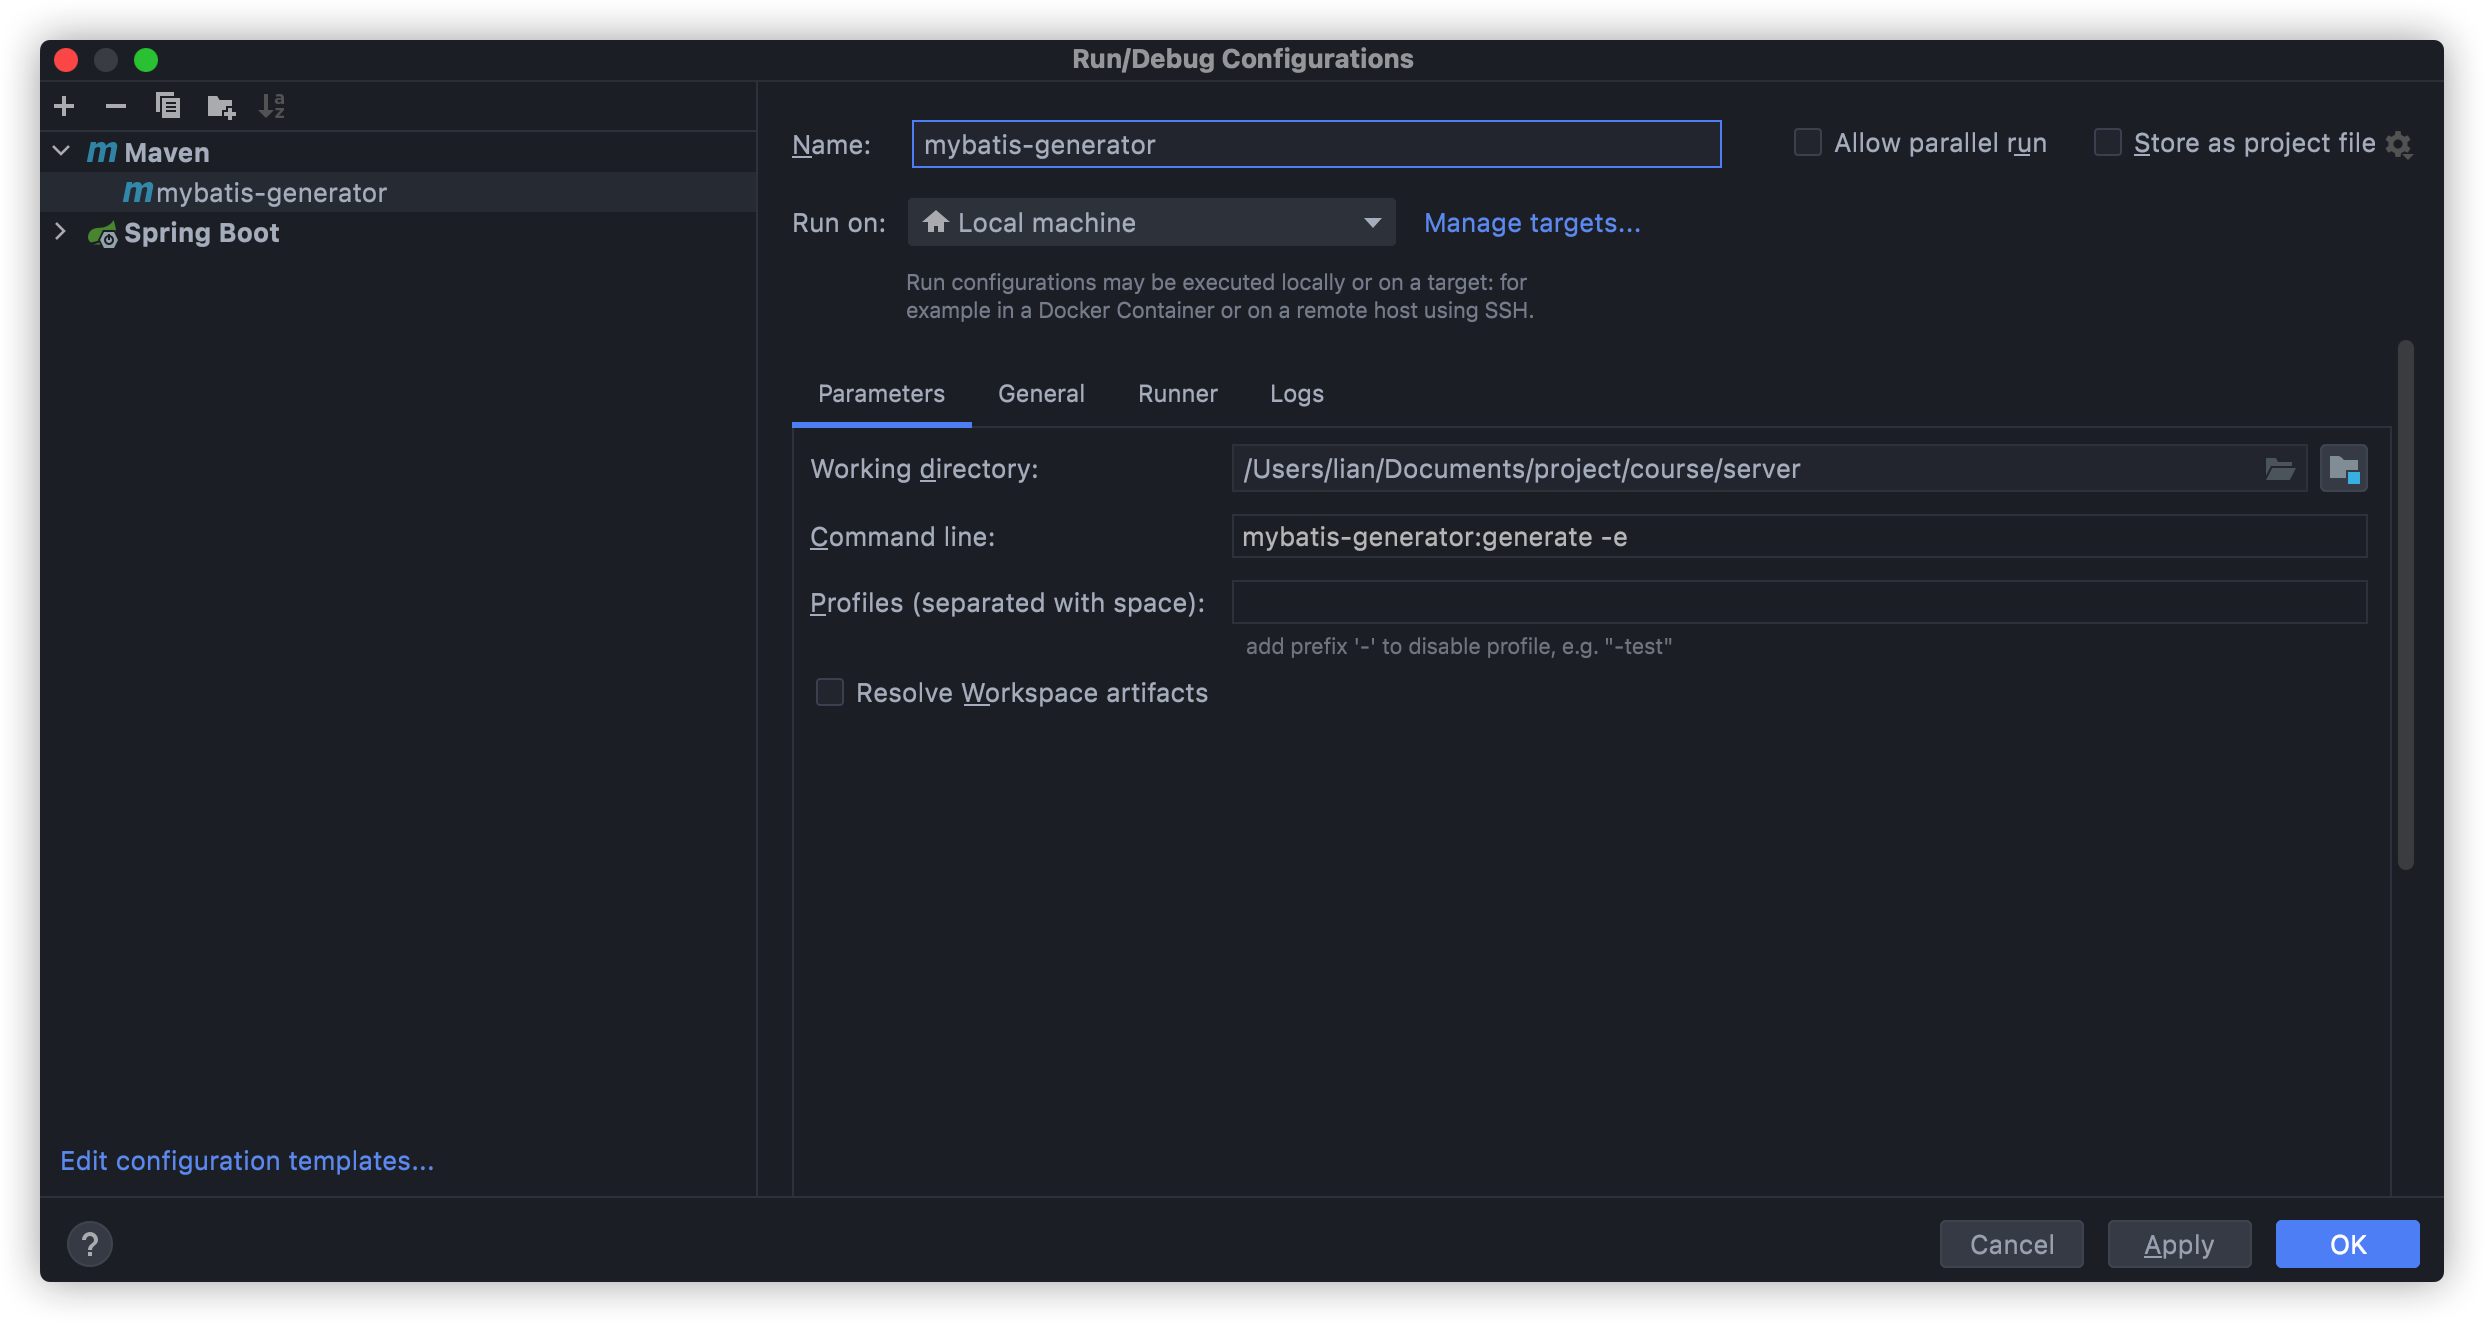 Run/Debug Configurations
Maven
mybatis-generator
Spring Boot
Edit configuration templates...
Name: mybatis-generator
Allow parallel run
Store as project file
Run on: Local machine
Manage targets...
Run configurations may be executed locally or on a target: for
example in a Docker Container or on a remote host using SSH.
Parameters General Runner Logs
Working directory: /Users/lian/Documents/project/course/server
Command line: mybatis-generator:generate -e
Profiles (separated with space):
add prefix '-' to disable profile, e.g. "-test"
Resolve Workspace artifacts
? Cancel Apply OK